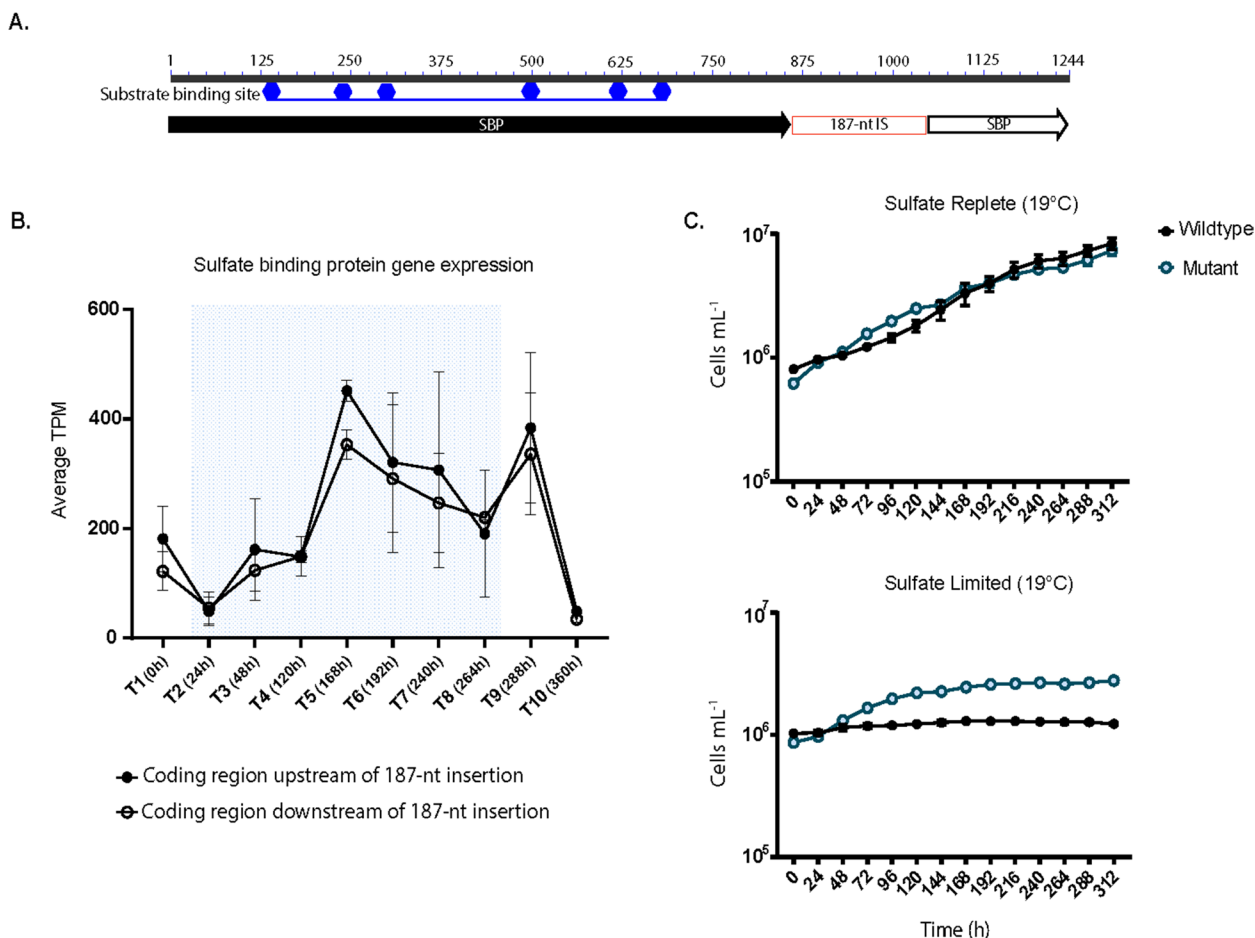 A.
1 125 250 375 500 625 750 875 1000 1125 1244
Substrate binding site
SBP 187-nt IS SBP
B.
Sulfate binding protein gene expression
600
400
200
0
Average TPM
T1 (0h) T2 (24h) T3 (48h) T4 (120h) T5 (168h) T6 (192h) T7 (240h) T8 (264h) T9 (288h) T10 (360h)
Coding region upstream of 187-nt insertion
Coding region downstream of 187-nt insertion
C.
Sulfate Replete (19°C)
Wildtype
Mutant
10⁷
10⁶
10⁵
Cells mL⁻¹
0 24 48 72 96 120 144 168 192 216 240 264 288 312
Sulfate Limited (19°C)
10⁷
10⁶
10⁵
Cells mL⁻¹
0 24 48 72 96 120 144 168 192 216 240 264 288 312
Time (h)